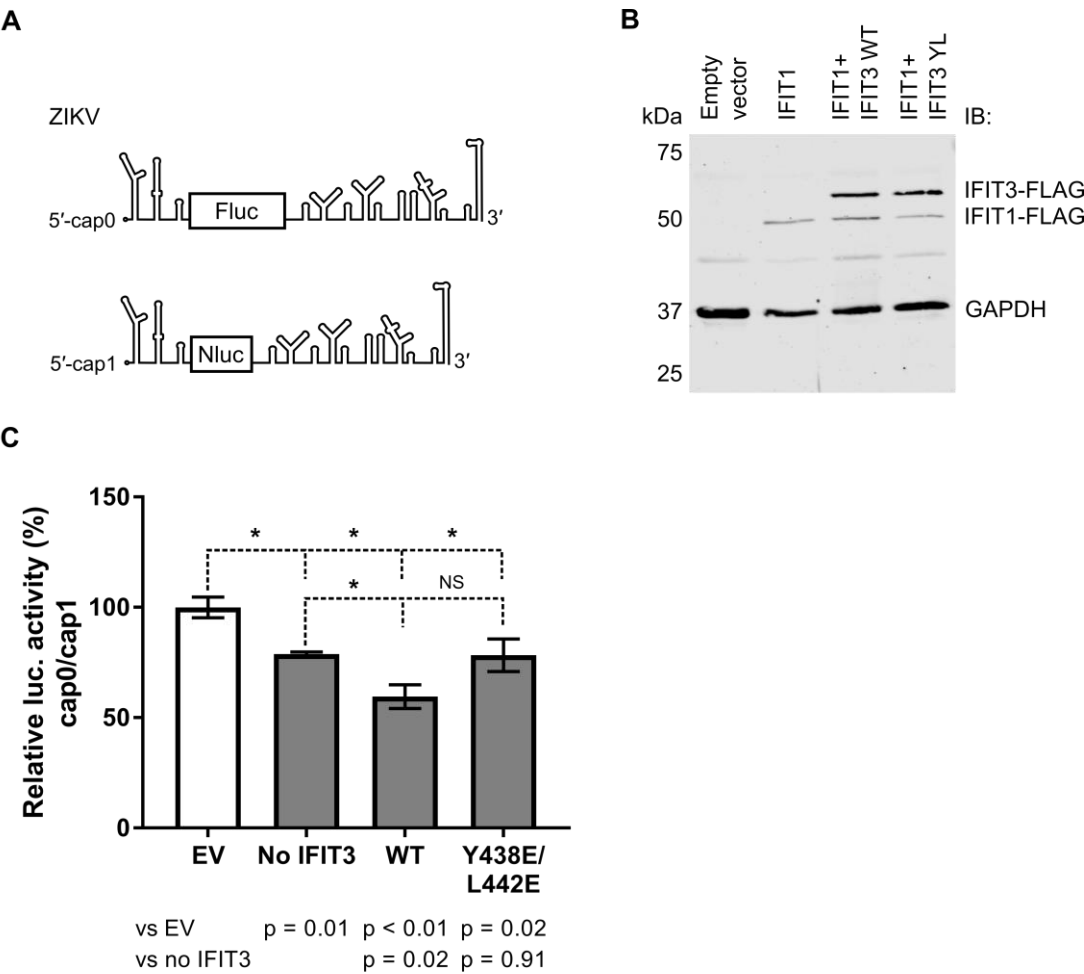 A
ZIKV
5′-cap0
Fluc
3′
5′-cap1
Nluc
3′
B
Empty
vector
IFIT1
IFIT1+
IFIT3 WT
IFIT1+
IFIT3 YL
kDa
IB:
75
50
37
25
IFIT3-FLAG
IFIT1-FLAG
GAPDH
C
Relative luc. activity (%)
cap0/cap1
150
100
50
0
* * *
* NS
EV No IFIT3 WT Y438E/
L442E
vs EV p = 0.01 p < 0.01 p = 0.02
vs no IFIT3 p = 0.02 p = 0.91